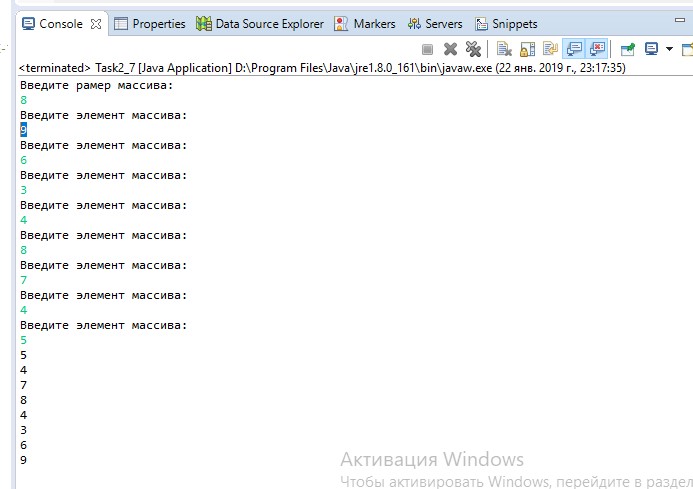 Console Properties Data Source Explorer Markers Servers Snippets
<terminated> Task2_7 [Java Application] D:\Program Files\Java\jre1.8.0_161\bin\javaw.exe (22 янв. 2019 г., 23:17:35)
Введите рамер массива:
8
Введите элемент массива:
9
Введите элемент массива:
6
Введите элемент массива:
3
Введите элемент массива:
4
Введите элемент массива:
8
Введите элемент массива:
7
Введите элемент массива:
4
Введите элемент массива:
5
5
4
7
8
4
3
6
9
Активация Windows
Чтобы активировать Windows, перейдите в раздел